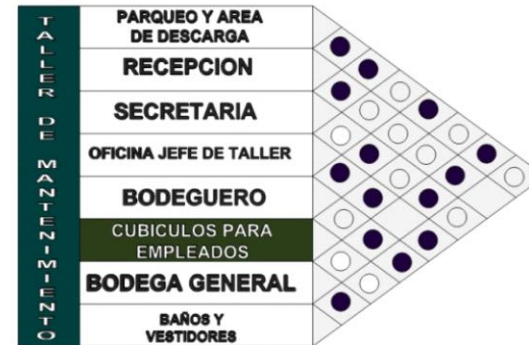 TALLER DE MANTENIMIENTO
PARQUEO Y AREA
DE DESCARGA
RECEPCION
SECRETARIA
OFICINA JEFE DE TALLER
BODEGUERO
CUBICULOS PARA
EMPLEADOS
BODEGA GENERAL
BAÑOS Y
VESTIDORES